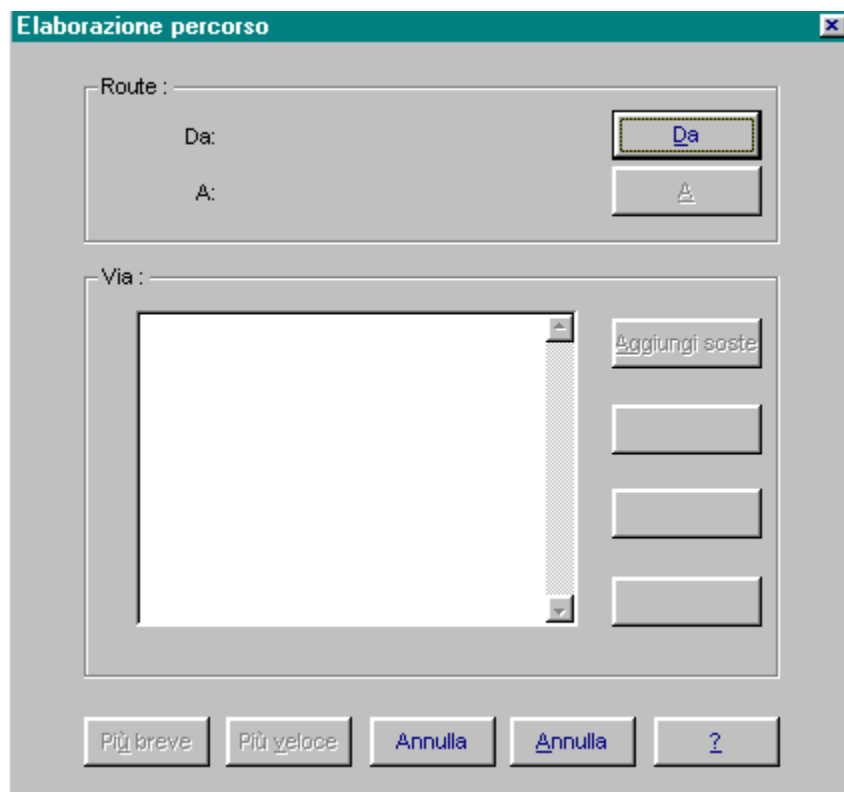 Elaborazione percorso
Route :
Da:
Da
A:
A
Via :
Aggiungi soste
Più breve
Più veloce
Annulla
Annulla
?